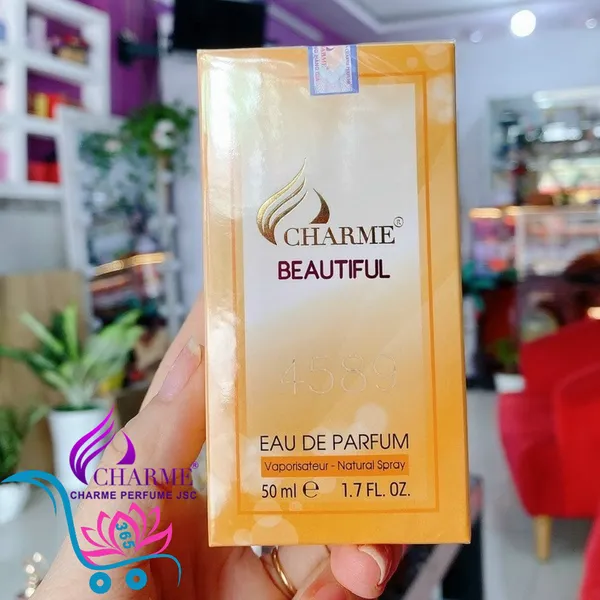 CHARME®
BEAUTIFUL
4589
EAU DE PARFUM
Vaporisateur - Natural Spray
50 ml ℮ 1.7 FL. OZ.
CHARME®
CHARME PERFUME JSC
365